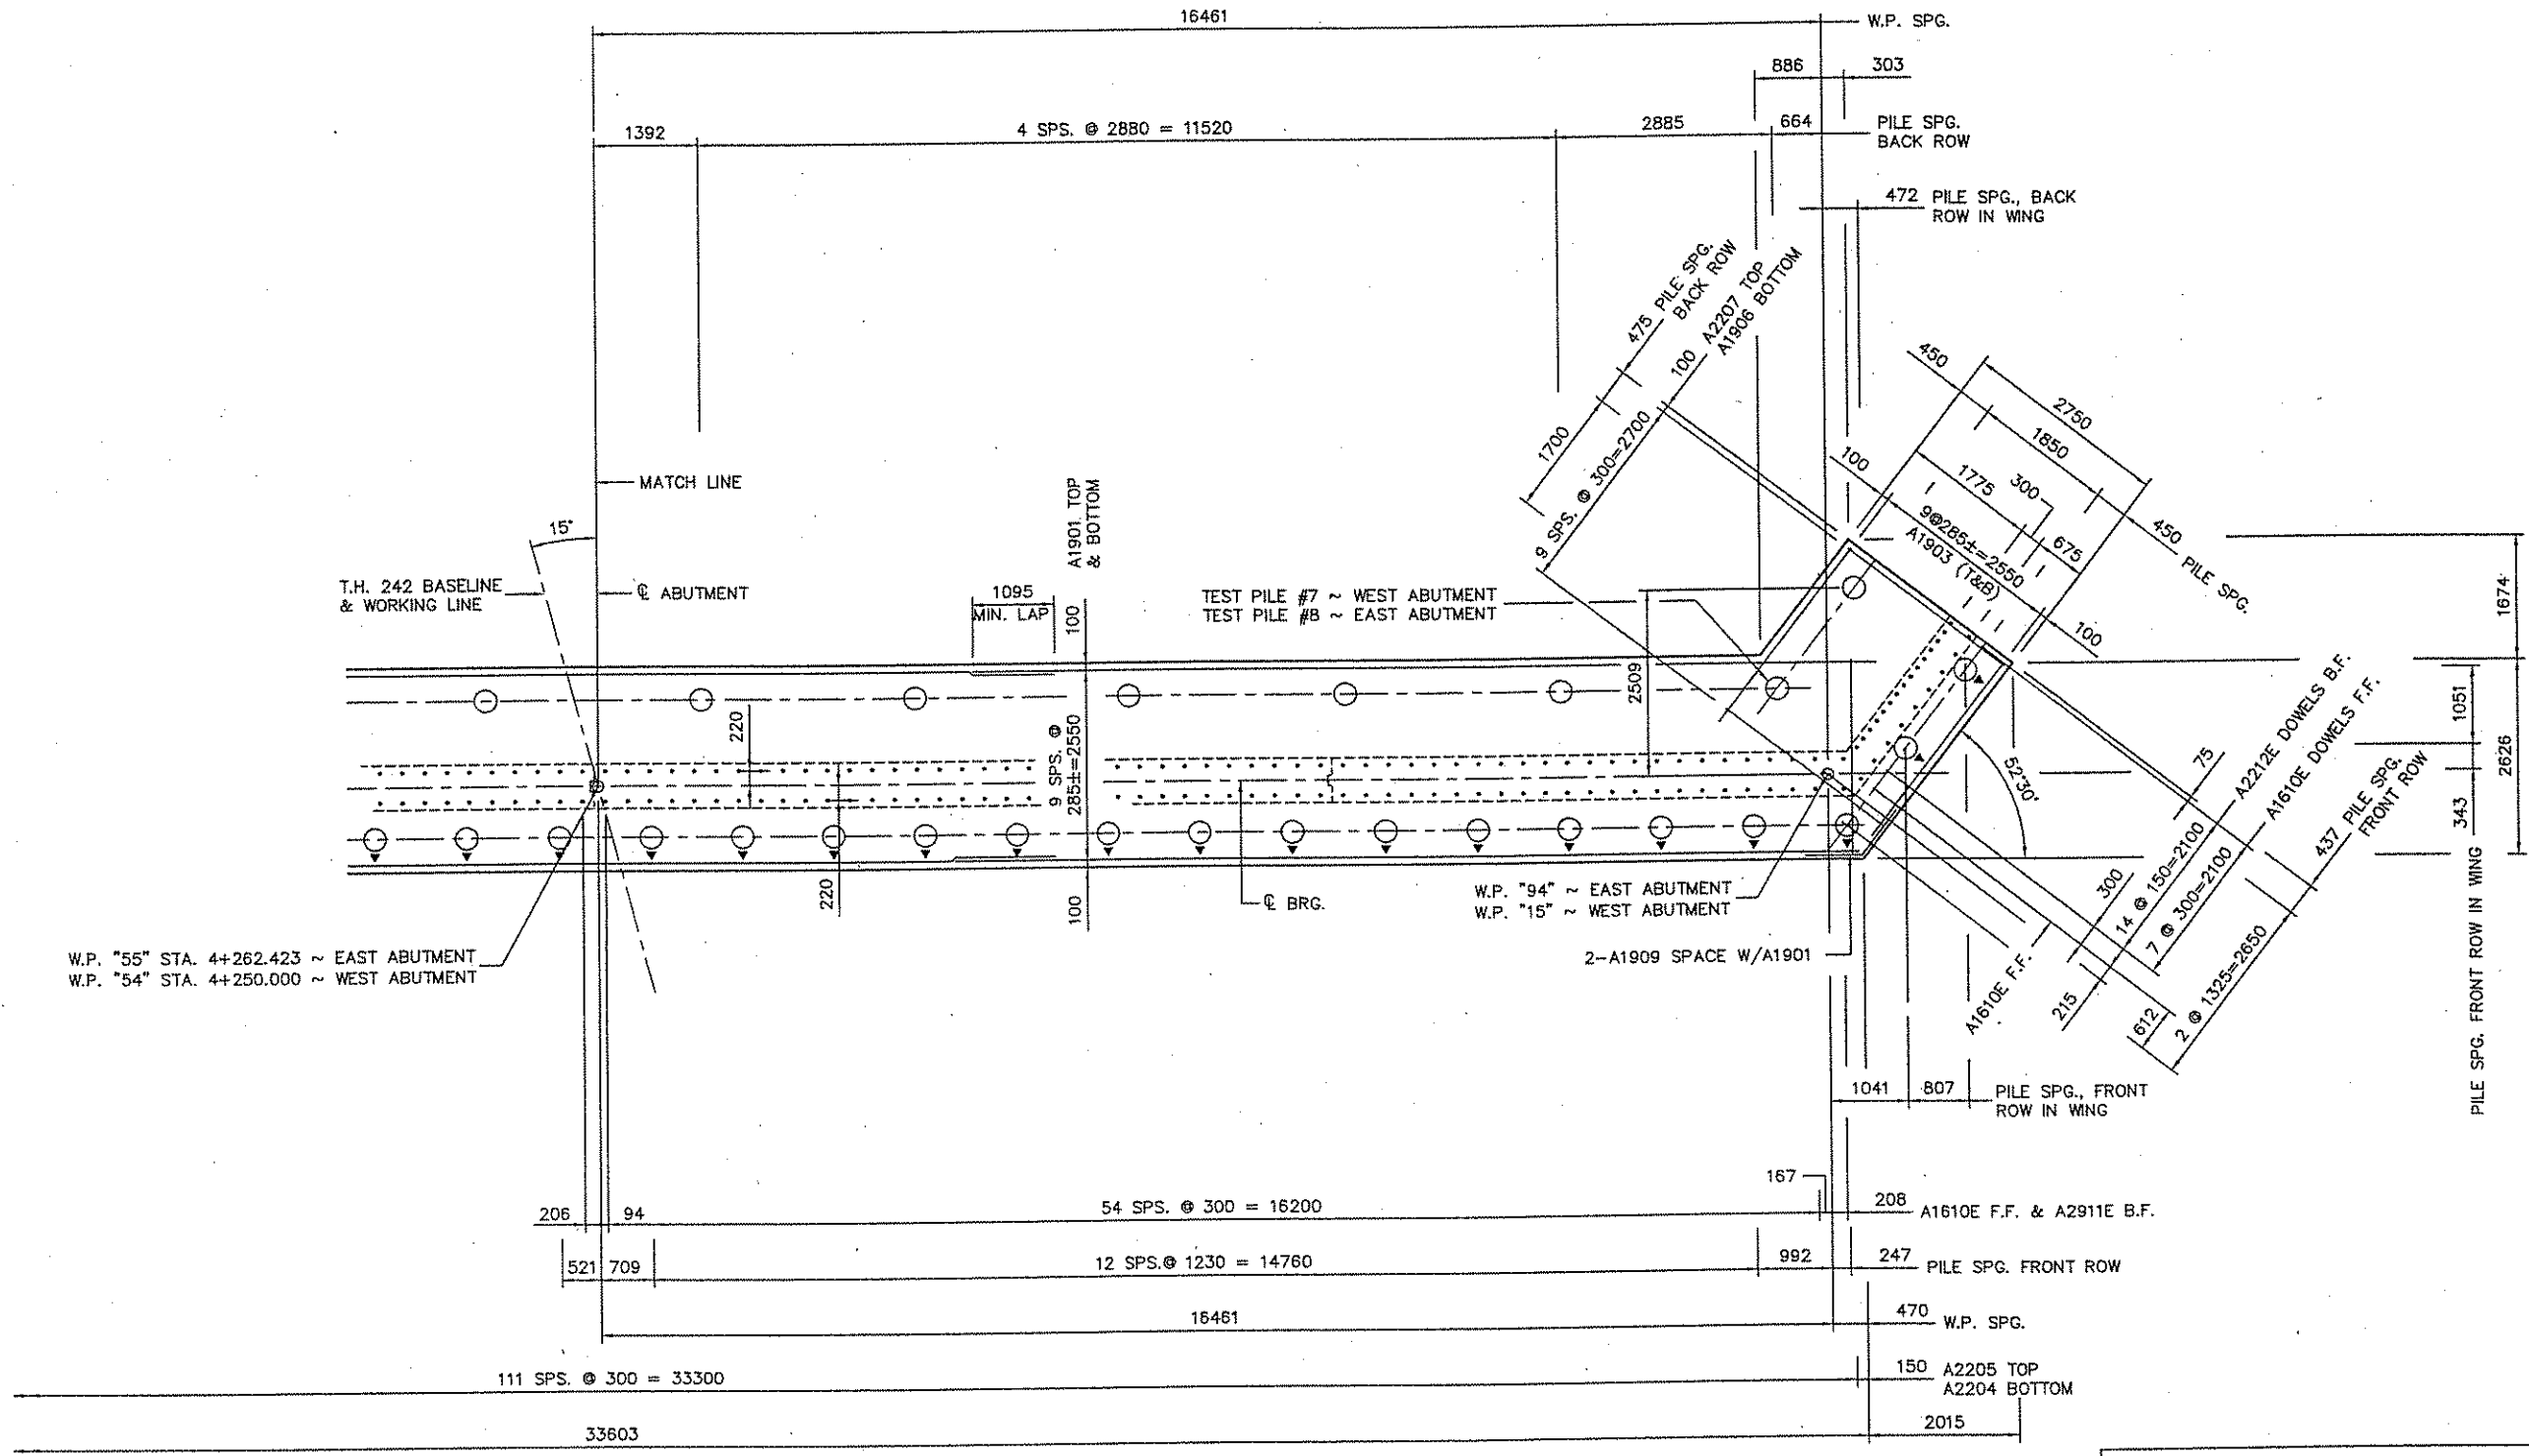 16461
W.P. SPG.
886
303
1392
4 SPS. @ 2880 = 11520
2885
664
PILE SPG.
BACK ROW
472 PILE SPG., BACK
ROW IN WING
475 PILE SPG.
BACK ROW
100 A2207 TOP
A1906 BOTTOM
1700
9 SPS. @ 300=2700
450
2750
1850
100
1775
300
9@285±=2550
A1903 (T&B)
675
450 PILE SPG.
100
MATCH LINE
15°
T.H. 242 BASELINE
& WORKING LINE
℄ ABUTMENT
A1901 TOP
& BOTTOM
1095
MIN. LAP
100
TEST PILE #7 ~ WEST ABUTMENT
TEST PILE #8 ~ EAST ABUTMENT
1674
2509
220
9 SPS. @
285±=2550
1051
2626
343
52°30'
75
A2212E DOWELS B.F.
A1610E DOWELS F.F.
437 PILE SPG.
FRONT ROW
300
14 @ 150=2100
7 @ 300=2100
2 @ 1325=2650
215
612
A1610E F.F.
PILE SPG. FRONT ROW IN WING
220
100
℄ BRG.
W.P. "94" ~ EAST ABUTMENT
W.P. "15" ~ WEST ABUTMENT
2-A1909 SPACE W/A1901
W.P. "55" STA. 4+262.423 ~ EAST ABUTMENT
W.P. "54" STA. 4+250.000 ~ WEST ABUTMENT
1041
807
PILE SPG., FRONT
ROW IN WING
167
206
94
54 SPS. @ 300 = 16200
208
A1610E F.F. & A2911E B.F.
521
709
12 SPS.@ 1230 = 14760
992
247
PILE SPG. FRONT ROW
16461
470
W.P. SPG.
111 SPS. @ 300 = 33300
150
A2205 TOP
A2204 BOTTOM
33603
2015